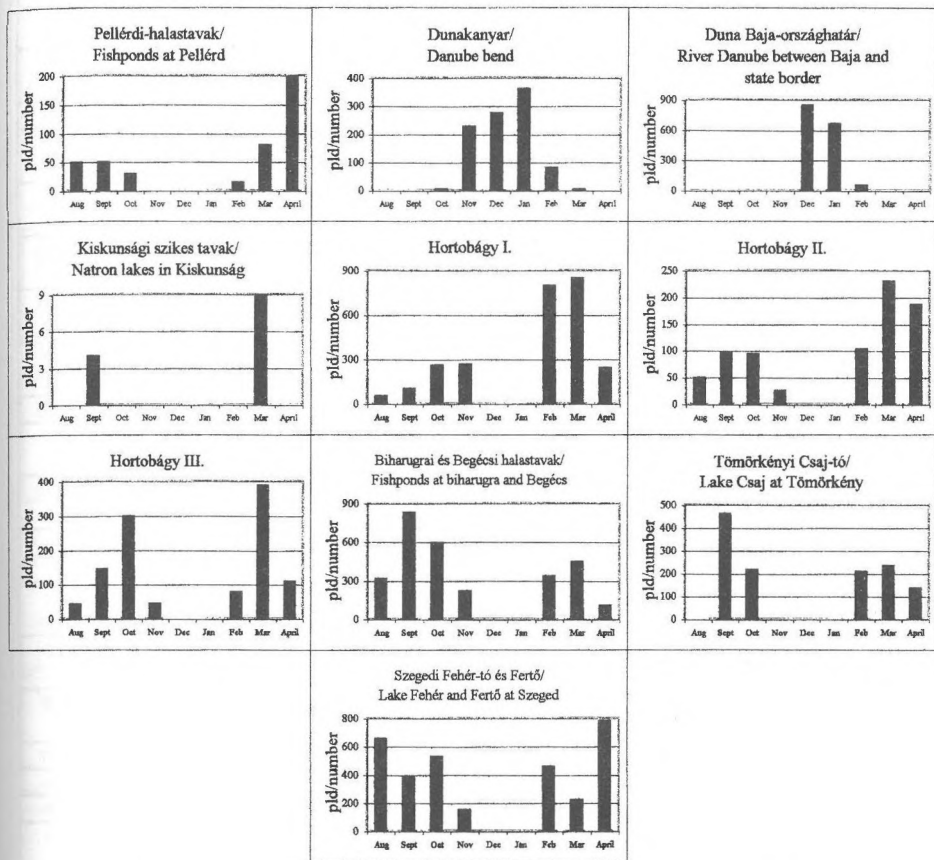 Pellérdi-halastavak/
Fishponds at Pellérd
pld/number
200
150
100
50
0
Aug Sept Oct Nov Dec Jan Feb Mar April
Dunakanyar/
Danube bend
pld/number
400
300
200
100
0
Aug Sept Oct Nov Dec Jan Feb Mar April
Duna Baja-országhatár/
River Danube between Baja and
state border
pld/number
900
600
300
0
Aug Sept Oct Nov Dec Jan Feb Mar April
Kiskunsági szikes tavak/
Natron lakes in Kiskunság
pld/number
9
6
3
0
Aug Sept Oct Nov Dec Jan Feb Mar April
Hortobágy I.
pld/number
900
600
300
0
Aug Sept Oct Nov Dec Jan Feb Mar April
Hortobágy II.
pld/number
250
200
150
100
50
0
Aug Sept Oct Nov Dec Jan Feb Mar April
Hortobágy III.
pld/number
400
300
200
100
0
Aug Sept Oct Nov Dec Jan Feb Mar April
Biharugrai és Begécsi halastavak/
Fishponds at biharugra and Begécs
pld/number
900
600
300
0
Aug Sept Oct Nov Dec Jan Feb Mar April
Tömörkényi Csaj-tó/
Lake Csaj at Tömörkény
pld/number
500
400
300
200
100
0
Aug Sept Oct Nov Dec Jan Feb Mar April
Szegedi Fehér-tó és Fertő/
Lake Fehér and Fertő at Szeged
pld/number
800
600
400
200
0
Aug Sept Oct Nov Dec Jan Feb Mar April